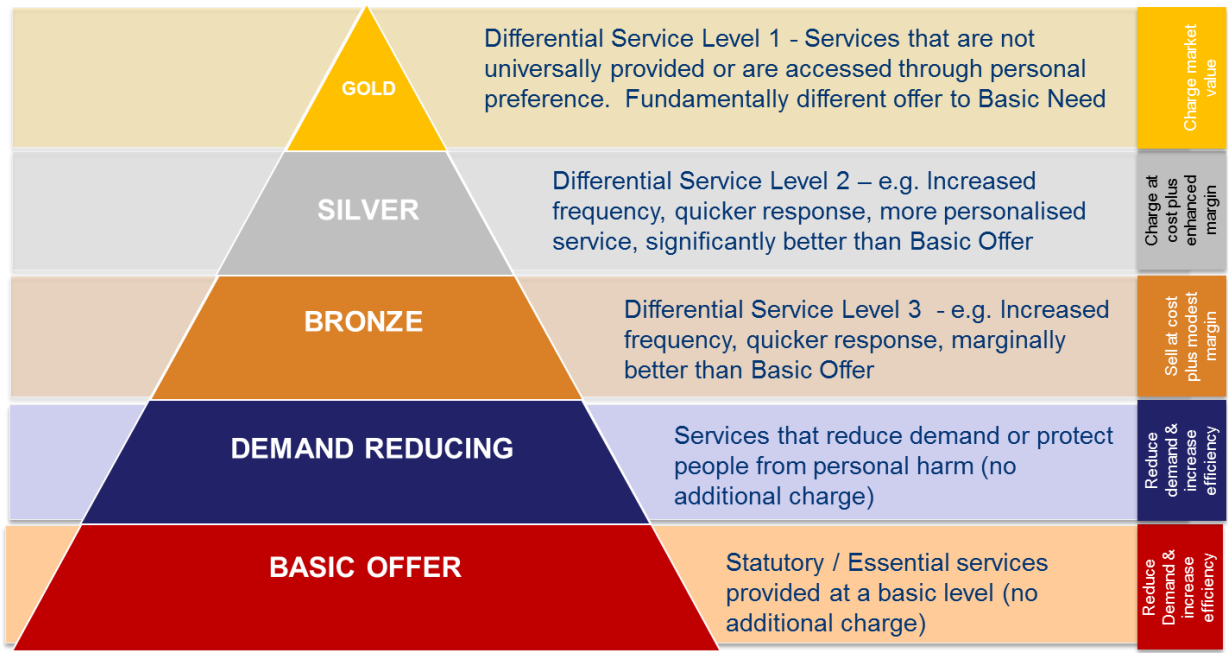 GOLD
Differential Service Level 1 - Services that are not
universally provided or are accessed through personal
preference.  Fundamentally different offer to Basic Need
Charge market
value
SILVER
Differential Service Level 2 – e.g. Increased
frequency, quicker response, more personalised
service, significantly better than Basic Offer
Charge at
cost plus
enhanced
margin
BRONZE
Differential Service Level 3  - e.g. Increased
frequency, quicker response, marginally
better than Basic Offer
Sell at cost
plus modest
margin
DEMAND REDUCING
Services that reduce demand or protect
people from personal harm (no
additional charge)
Reduce
demand &
increase
efficiency
BASIC OFFER
Statutory / Essential services
provided at a basic level (no
additional charge)
Reduce
Demand &
increase
efficiency